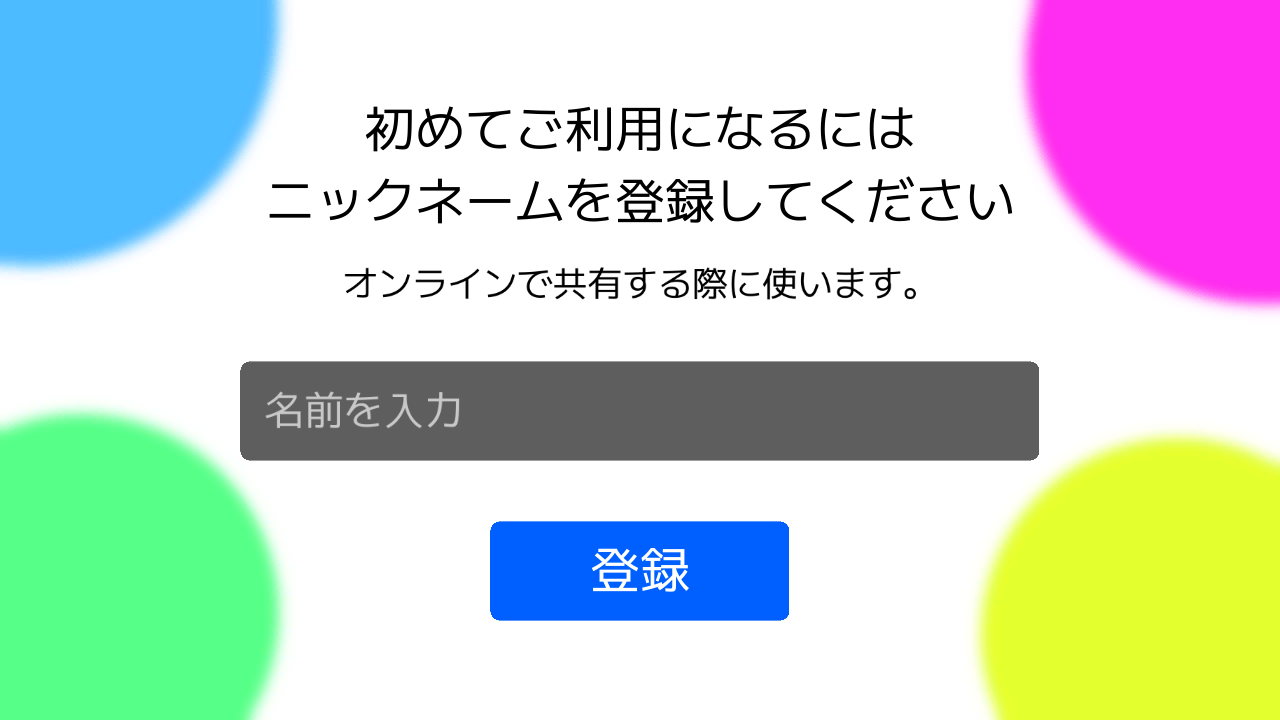 初めてご利用になるには
ニックネームを登録してください
オンラインで共有する際に使います。
名前を入力
登録